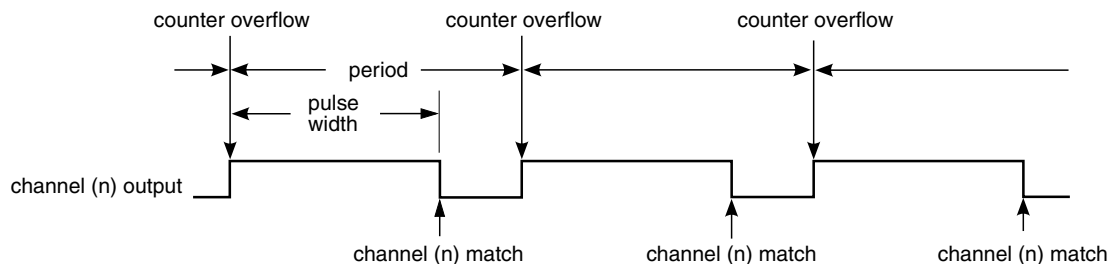 counter overflow
counter overflow
counter overflow
period
pulse
width
channel (n) output
channel (n) match
channel (n) match
channel (n) match